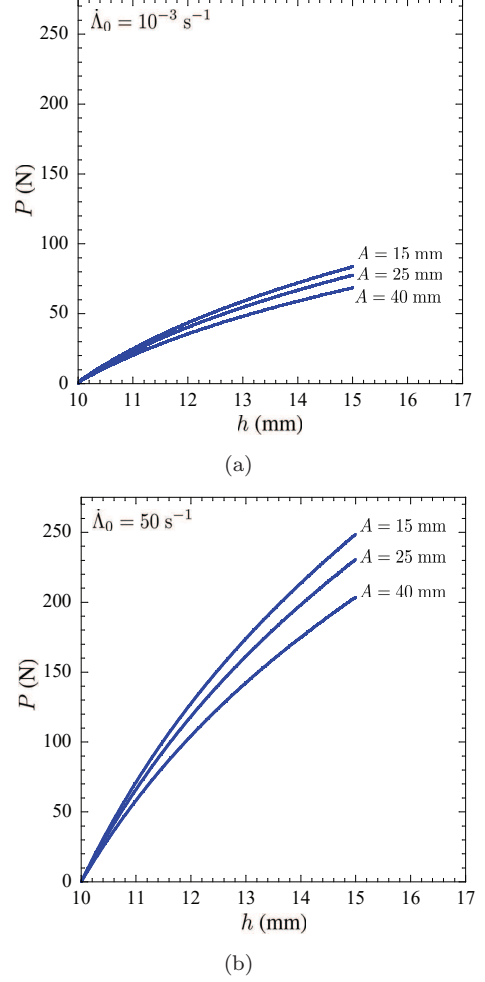 Λ̇₀ = 10⁻³ s⁻¹
250
200
150
100
50
0
P (N)
A = 15 mm
A = 25 mm
A = 40 mm
10 11 12 13 14 15 16 17
h (mm)
(a)
Λ̇₀ = 50 s⁻¹
250
200
150
100
50
0
P (N)
A = 15 mm
A = 25 mm
A = 40 mm
10 11 12 13 14 15 16 17
h (mm)
(b)